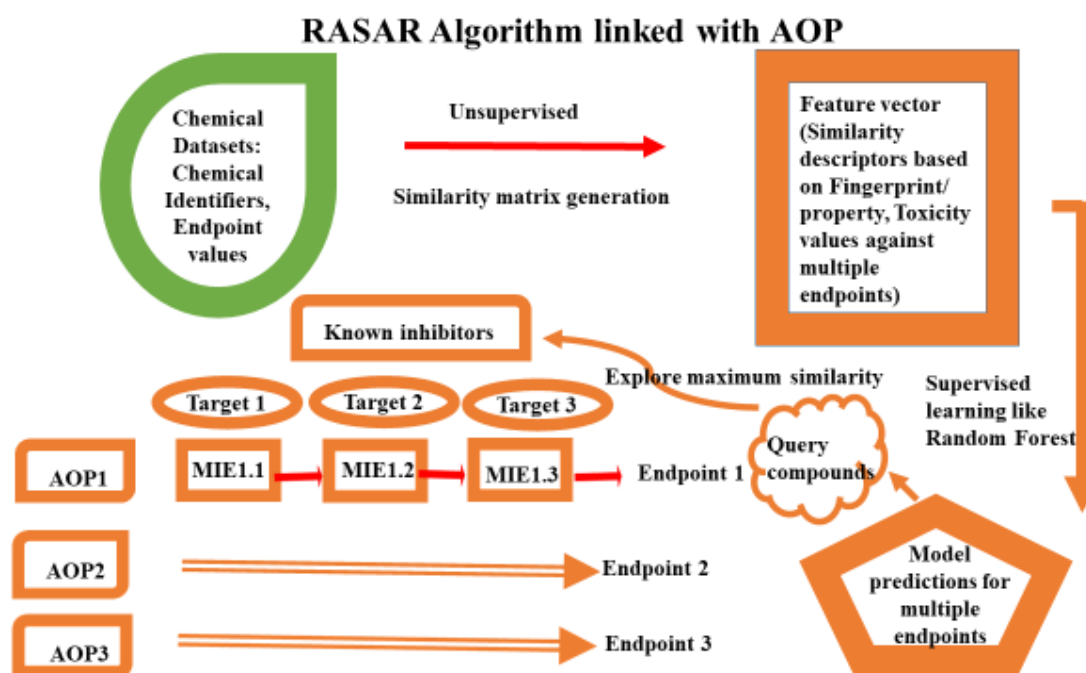 RASAR Algorithm linked with AOP
Chemical
Datasets:
Chemical
Identifiers,
Endpoint
values
Unsupervised
Similarity matrix generation
Feature vector
(Similarity
descriptors based
on Fingerprint/
property, Toxicity
values against
multiple
endpoints)
Known inhibitors
Explore maximum similarity
Supervised
learning like
Random Forest
Target 1
Target 2
Target 3
Query
compounds
AOP1
MIE1.1
MIE1.2
MIE1.3
Endpoint 1
AOP2
Endpoint 2
Model
predictions for
multiple
endpoints
AOP3
Endpoint 3